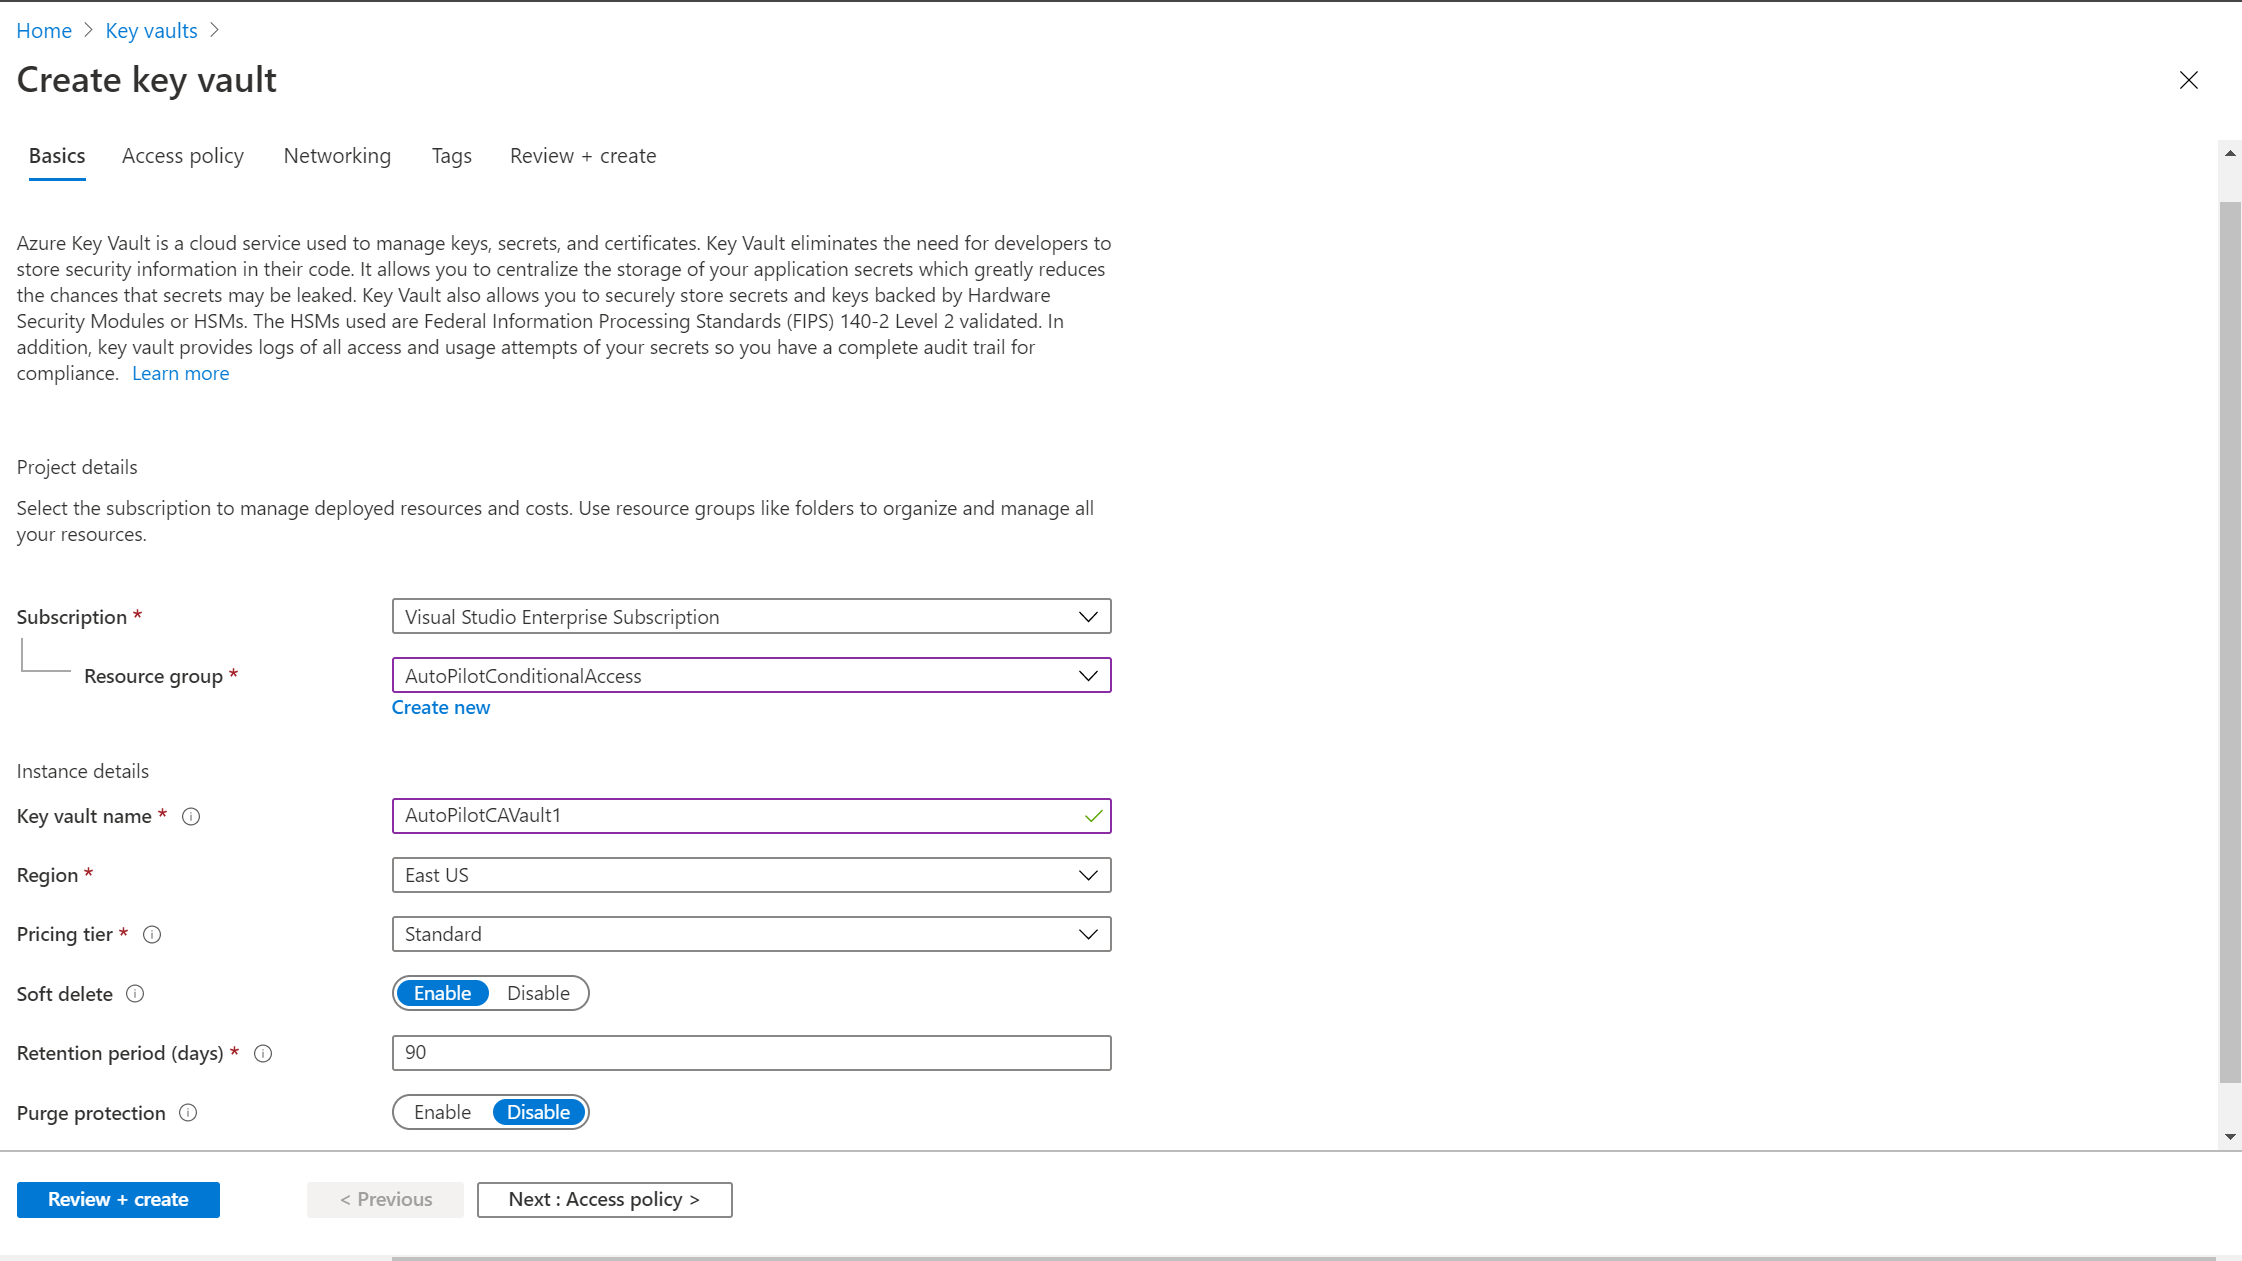 Home > Key vaults >
Create key vault
Basics Access policy Networking Tags Review + create
Azure Key Vault is a cloud service used to manage keys, secrets, and certificates. Key Vault eliminates the need for developers to
store security information in their code. It allows you to centralize the storage of your application secrets which greatly reduces
the chances that secrets may be leaked. Key Vault also allows you to securely store secrets and keys backed by Hardware
Security Modules or HSMs. The HSMs used are Federal Information Processing Standards (FIPS) 140-2 Level 2 validated. In
addition, key vault provides logs of all access and usage attempts of your secrets so you have a complete audit trail for
compliance. Learn more
Project details
Select the subscription to manage deployed resources and costs. Use resource groups like folders to organize and manage all
your resources.
Subscription * Visual Studio Enterprise Subscription
Resource group * AutoPilotConditionalAccess
Create new
Instance details
Key vault name * AutoPilotCAVault1
Region * East US
Pricing tier * Standard
Soft delete Enable Disable
Retention period (days) * 90
Purge protection Enable Disable
Review + create < Previous Next : Access policy >